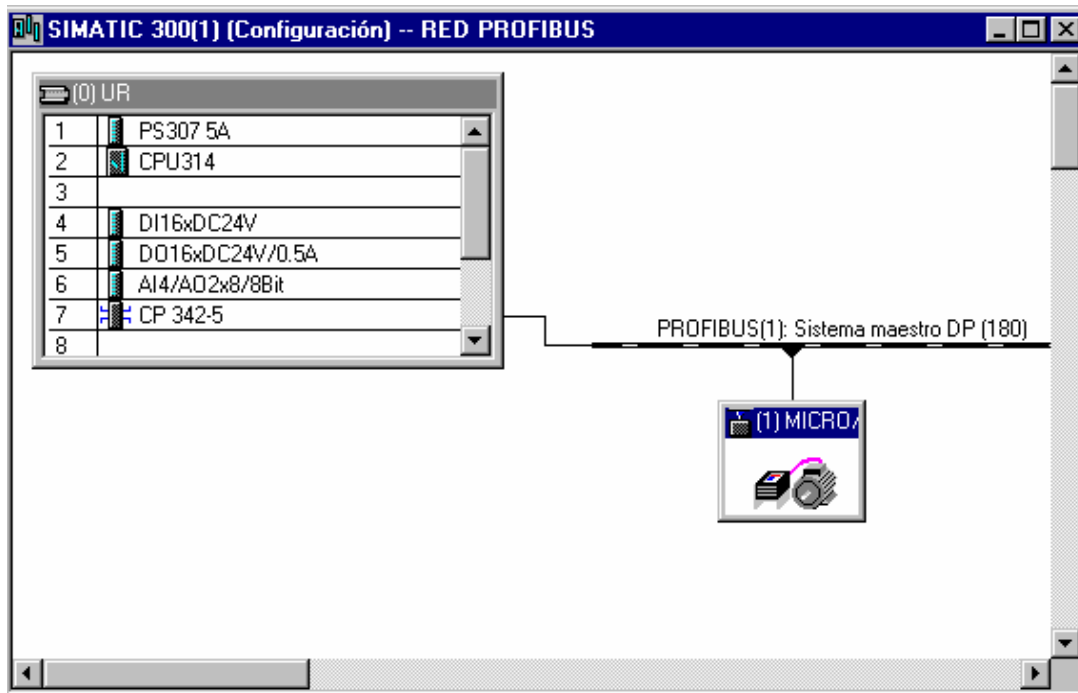 SIMATIC 300(1) (Configuración) -- RED PROFIBUS
(0) UR
1 PS307 5A
2 CPU314
3
4 DI16xDC24V
5 DO16xDC24V/0.5A
6 AI4/AO2x8/8Bit
7 CP 342-5
8
PROFIBUS(1): Sistema maestro DP (180)
(1) MICRO/